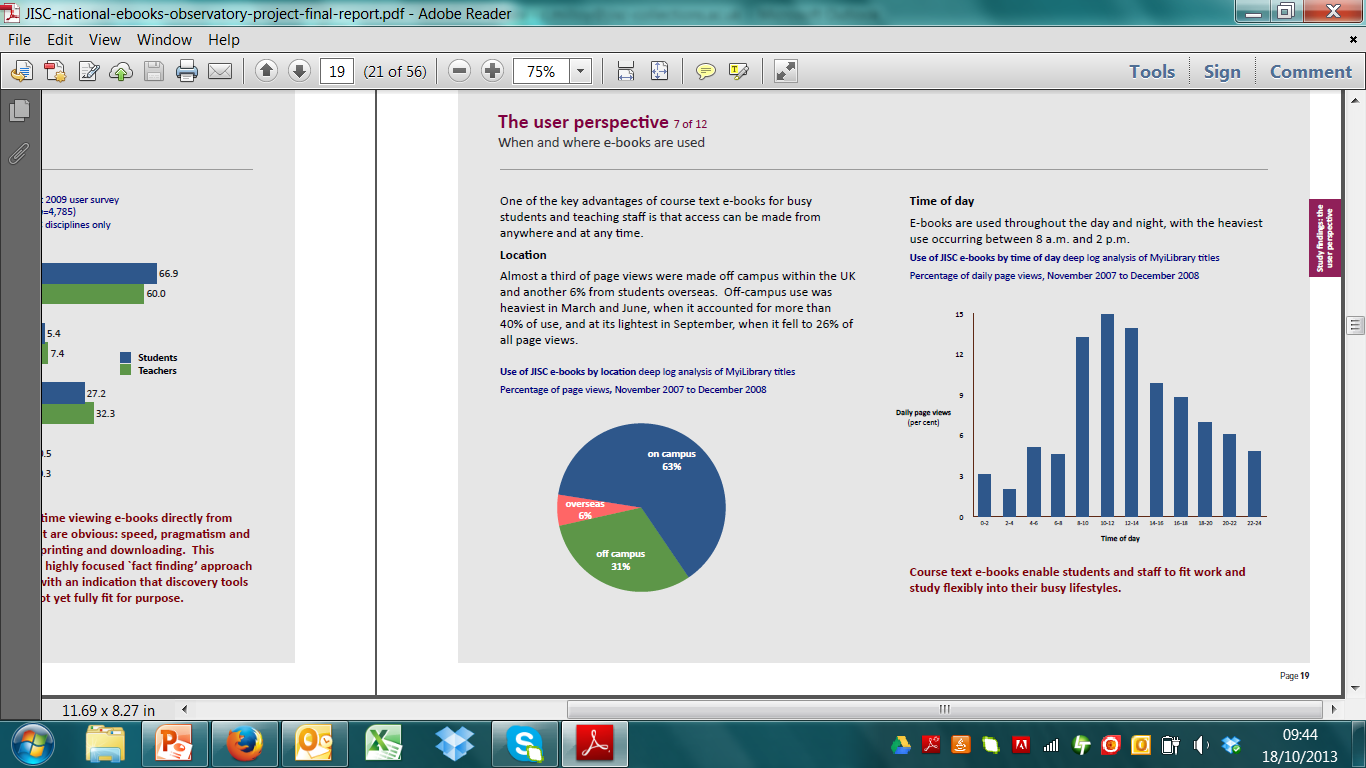 JISC-national-ebooks-observatory-project-final-report.pdf - Adobe Reader
File Edit View Window Help
19 (21 of 56) 75% Tools Sign Comment
2009 user survey
=4,785)
disciplines only
66.9
60.0
5.4
7.4
Students
Teachers
27.2
32.3
.5
.3
time viewing e-books directly from
t are obvious: speed, pragmatism and
printing and downloading. This
highly focused `fact finding' approach
with an indication that discovery tools
ot yet fully fit for purpose.
The user perspective 7 of 12
When and where e-books are used
One of the key advantages of course text e-books for busy
students and teaching staff is that access can be made from
anywhere and at any time.
Location
Almost a third of page views were made off campus within the UK
and another 6% from students overseas. Off-campus use was
heaviest in March and June, when it accounted for more than
40% of use, and at its lightest in September, when it fell to 26% of
all page views.
Use of JISC e-books by location deep log analysis of MyiLibrary titles
Percentage of page views, November 2007 to December 2008
on campus
63%
overseas
6%
off campus
31%
Time of day
E-books are used throughout the day and night, with the heaviest
use occurring between 8 a.m. and 2 p.m.
Use of JISC e-books by time of day deep log analysis of MyiLibrary titles
Percentage of daily page views, November 2007 to December 2008
15
12
9
Daily page views
(per cent)
6
3
0
0-2 2-4 4-6 6-8 8-10 10-12 12-14 14-16 16-18 18-20 20-22 22-24
Time of day
Course text e-books enable students and staff to fit work and
study flexibly into their busy lifestyles.
Study findings: the
user perspective
Page 19
11.69 x 8.27 in
09:44
18/10/2013